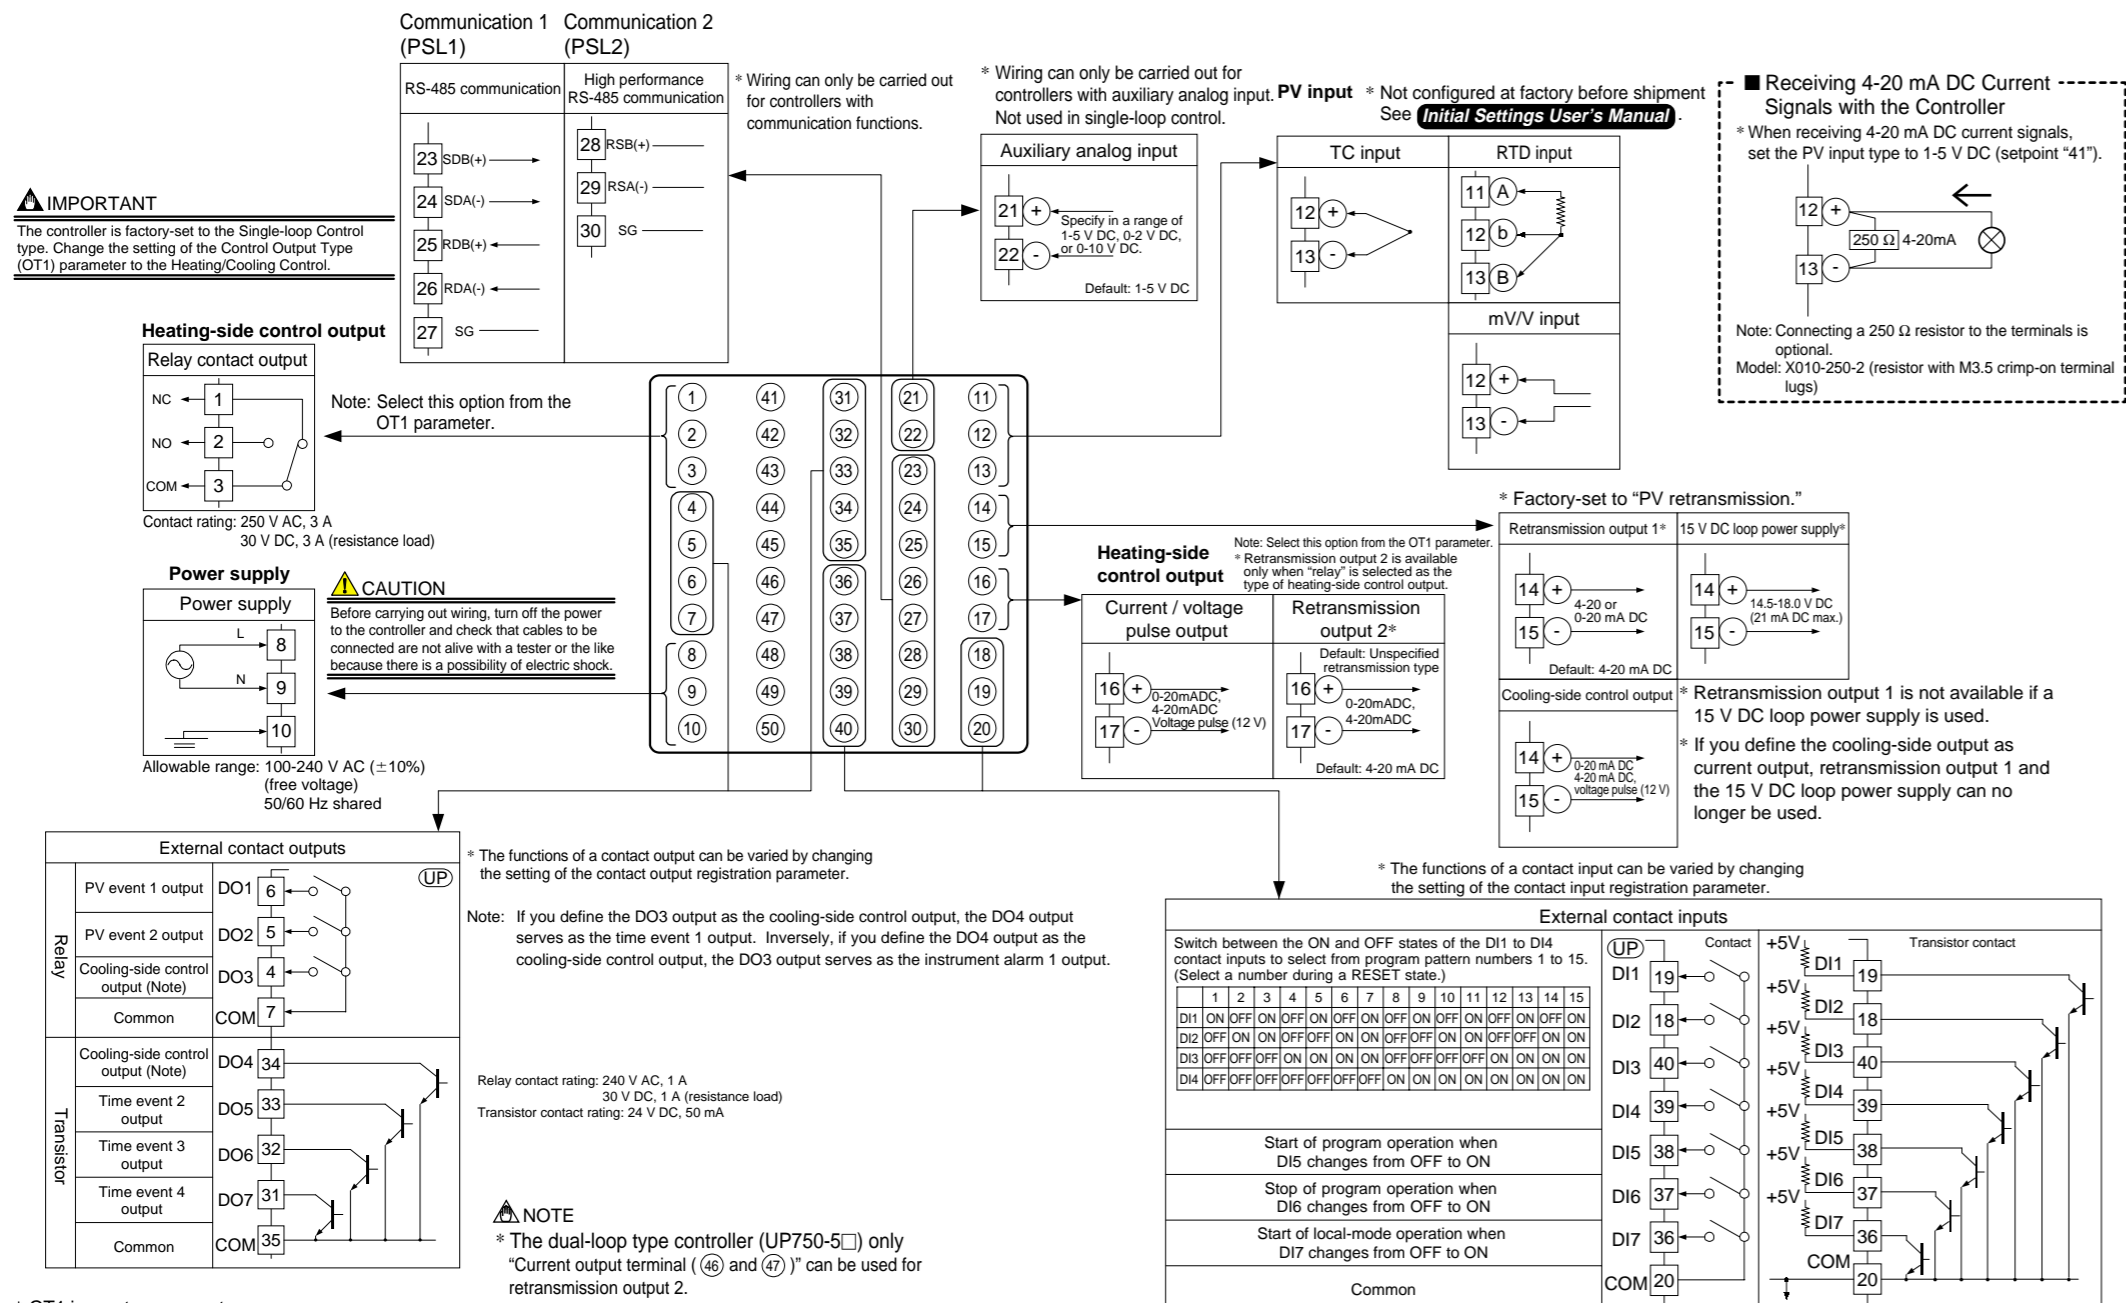 Communication 1
(PSL1)
Communication 2
(PSL2)
RS-485 communication
High performance
RS-485 communication
23 SDB(+)
24 SDA(-)
25 RDB(+)
26 RDA(-)
27 SG
28 RSB(+)
29 RSA(-)
30 SG
* Wiring can only be carried out
for controllers with
communication functions.
* Wiring can only be carried out for
controllers with auxiliary analog input.
Not used in single-loop control.
Auxiliary analog input
21 +
22 -
Specify in a range of
1-5 V DC, 0-2 V DC,
or 0-10 V DC.
Default: 1-5 V DC
PV input
* Not configured at factory before shipment
See Initial Settings User's Manual.
TC input
12 +
13 -
RTD input
11 A
12 b
13 B
mV/V input
12 +
13 -
■ Receiving 4-20 mA DC Current
Signals with the Controller
* When receiving 4-20 mA DC current signals,
set the PV input type to 1-5 V DC (setpoint “41”).
12 +
250 Ω 4-20mA
13 -
Note: Connecting a 250 Ω resistor to the terminals is
optional.
Model: X010-250-2 (resistor with M3.5 crimp-on terminal
lugs)
IMPORTANT
The controller is factory-set to the Single-loop Control
type. Change the setting of the Control Output Type
(OT1) parameter to the Heating/Cooling Control.
Heating-side control output
Relay contact output
NC 1
NO 2
COM 3
Contact rating: 250 V AC, 3 A
30 V DC, 3 A (resistance load)
Note: Select this option from the
OT1 parameter.
Power supply
Power supply
L 8
N 9
10
Allowable range: 100-240 V AC (±10%)
(free voltage)
50/60 Hz shared
CAUTION
Before carrying out wiring, turn off the power
to the controller and check that cables to be
connected are not alive with a tester or the like
because there is a possibility of electric shock.
1 41 31 21 11
2 42 32 22 12
3 43 33 23 13
4 44 34 24 14
5 45 35 25 15
6 46 36 26 16
7 47 37 27 17
8 48 38 28 18
9 49 39 29 19
10 50 40 30 20
Heating-side
control output
Note: Select this option from the OT1 parameter.
* Retransmission output 2 is available
only when “relay” is selected as the
type of heating-side control output.
Current / voltage
pulse output
16 +
17 -
0-20mADC,
4-20mADC
Voltage pulse (12 V)
Retransmission
output 2*
Default: Unspecified
retransmission type
16 +
17 -
0-20mADC,
4-20mADC
Default: 4-20 mA DC
* Factory-set to “PV retransmission.”
Retransmission output 1*
14 +
15 -
4-20 or
0-20 mA DC
Default: 4-20 mA DC
15 V DC loop power supply*
14 +
15 -
14.5-18.0 V DC
(21 mA DC max.)
Cooling-side control output
14 +
15 -
0-20 mA DC
4-20 mA DC,
voltage pulse (12 V)
* Retransmission output 1 is not available if a
15 V DC loop power supply is used.
* If you define the cooling-side output as
current output, retransmission output 1 and
the 15 V DC loop power supply can no
longer be used.
External contact outputs
UP
Relay
PV event 1 output DO1 6
PV event 2 output DO2 5
Cooling-side control
output (Note) DO3 4
Common COM 7
Transistor
Cooling-side control
output (Note) DO4 34
Time event 2
output DO5 33
Time event 3
output DO6 32
Time event 4
output DO7 31
Common COM 35
* The functions of a contact output can be varied by changing
the setting of the contact output registration parameter.
Note: If you define the DO3 output as the cooling-side control output, the DO4 output
serves as the time event 1 output. Inversely, if you define the DO4 output as the
cooling-side control output, the DO3 output serves as the instrument alarm 1 output.
Relay contact rating: 240 V AC, 1 A
30 V DC, 1 A (resistance load)
Transistor contact rating: 24 V DC, 50 mA
NOTE
* The dual-loop type controller (UP750-5□) only
“Current output terminal ( 46 and 47 )” can be used for
retransmission output 2.
* The functions of a contact input can be varied by changing
the setting of the contact input registration parameter.
External contact inputs
Switch between the ON and OFF states of the DI1 to DI4
contact inputs to select from program pattern numbers 1 to 15.
(Select a number during a RESET state.)
1 2 3 4 5 6 7 8 9 10 11 12 13 14 15
DI1 ON OFF ON OFF ON OFF ON OFF ON OFF ON OFF ON OFF ON
DI2 OFF ON ON OFF OFF ON ON OFF OFF ON ON OFF OFF ON ON
DI3 OFF OFF OFF ON ON ON ON OFF OFF OFF OFF ON ON ON ON
DI4 OFF OFF OFF OFF OFF OFF OFF ON ON ON ON ON ON ON ON
Start of program operation when
DI5 changes from OFF to ON
Stop of program operation when
DI6 changes from OFF to ON
Start of local-mode operation when
DI7 changes from OFF to ON
Common
UP Contact
DI1 19
DI2 18
DI3 40
DI4 39
DI5 38
DI6 37
DI7 36
COM 20
Transistor contact
+5V DI1 19
+5V DI2 18
+5V DI3 40
+5V DI4 39
+5V DI5 38
+5V DI6 37
+5V DI7 36
COM 20